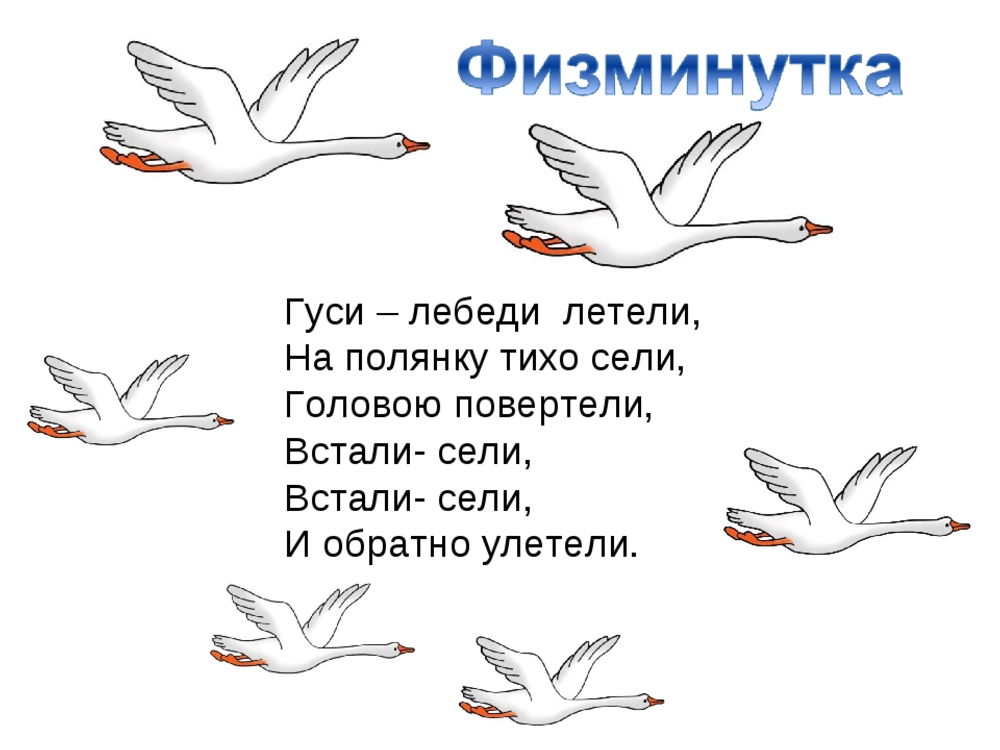 Физминутка
Гуси – лебеди летели,
На полянку тихо сели,
Головою повертели,
Встали- сели,
Встали- сели,
И обратно улетели.